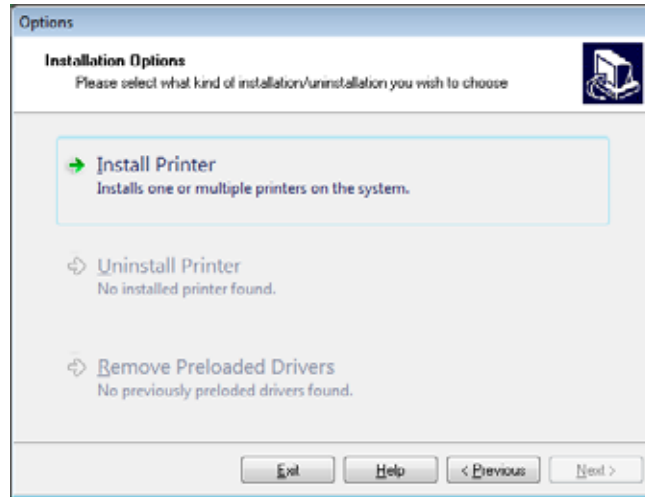 Options
Installation Options
Please select what kind of installation/uninstallation you wish to choose
Install Printer
Installs one or multiple printers on the system.
Uninstall Printer
No installed printer found.
Remove Preloaded Drivers
No previously preloded drivers found.
Exit Help < Previous Next >